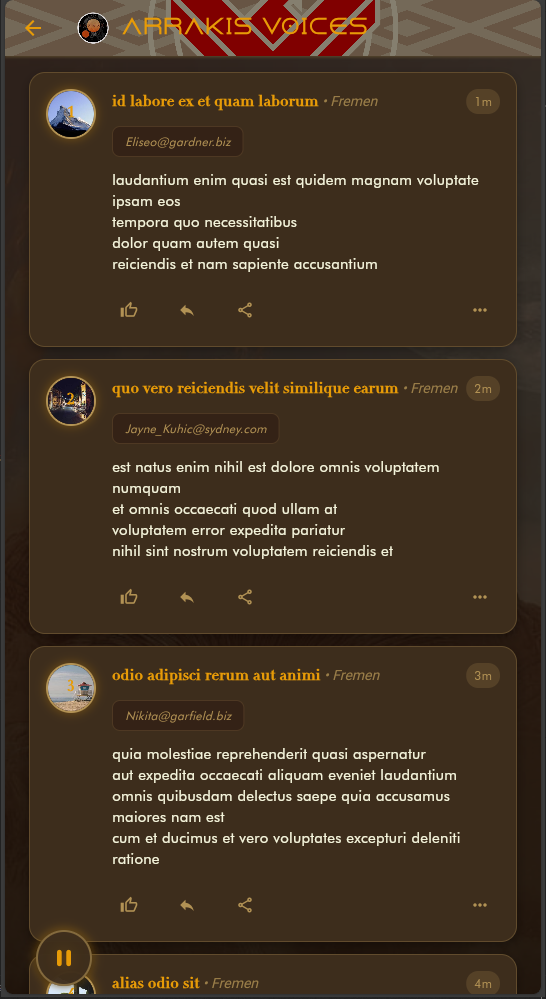 ARRAKIS VOICES
1
id labore ex et quam laborum • Fremen 1m
Eliseo@gardner.biz
laudantium enim quasi est quidem magnam voluptate
ipsam eos
tempora quo necessitatibus
dolor quam autem quasi
reiciendis et nam sapiente accusantium
2
quo vero reiciendis velit similique earum • Fremen 2m
Jayne_Kuhic@sydney.com
est natus enim nihil est dolore omnis voluptatem
numquam
et omnis occaecati quod ullam at
voluptatem error expedita pariatur
nihil sint nostrum voluptatem reiciendis et
3
odio adipisci rerum aut animi • Fremen 3m
Nikita@garfield.biz
quia molestiae reprehenderit quasi aspernatur
aut expedita occaecati aliquam eveniet laudantium
omnis quibusdam delectus saepe quia accusamus
maiores nam est
cum et ducimus et vero voluptates excepturi deleniti
ratione
alias odio sit • Fremen 4m